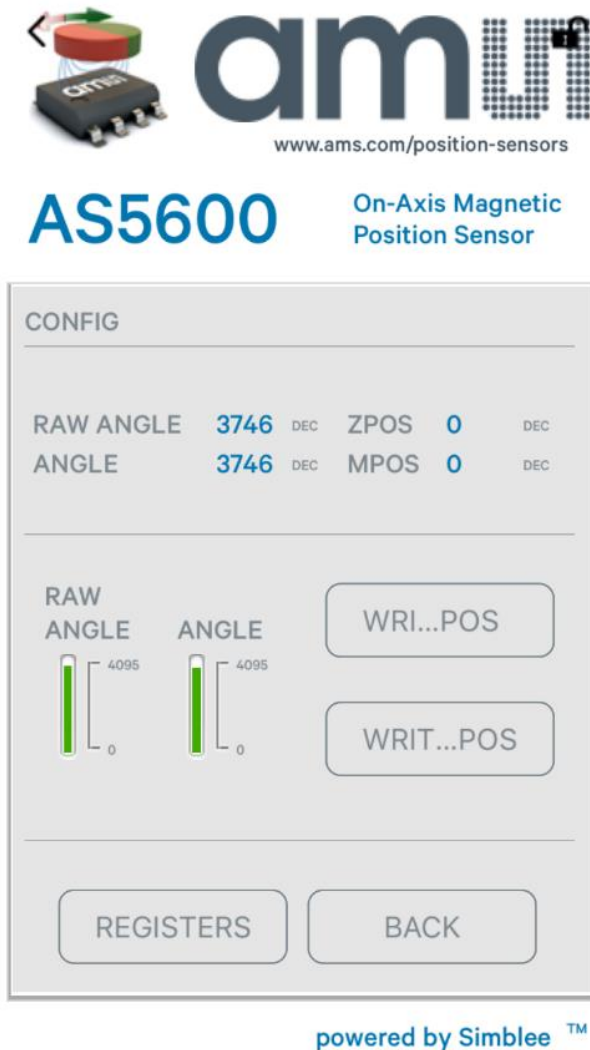 amu
am
www.ams.com/position-sensors
AS5600
On-Axis Magnetic
Position Sensor
CONFIG
RAW ANGLE 3746 DEC ZPOS 0 DEC
ANGLE 3746 DEC MPOS 0 DEC
RAW
ANGLE ANGLE
4095 4095
0 0
WRI...POS
WRIT...POS
REGISTERS BACK
powered by Simblee ™